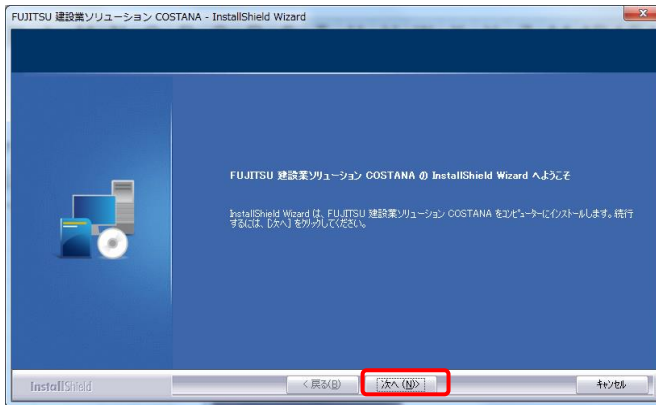 FUJITSU 建設業ソリューション COSTANA - InstallShield Wizard
FUJITSU 建設業ソリューション COSTANA の InstallShield Wizard へようこそ
InstallShield Wizard は、FUJITSU 建設業ソリューション COSTANA をコンピューターにインストールします。続行
するには、[次へ] をクリックしてください。
InstallShield
< 戻る(B)
次へ (N)>
キャンセル